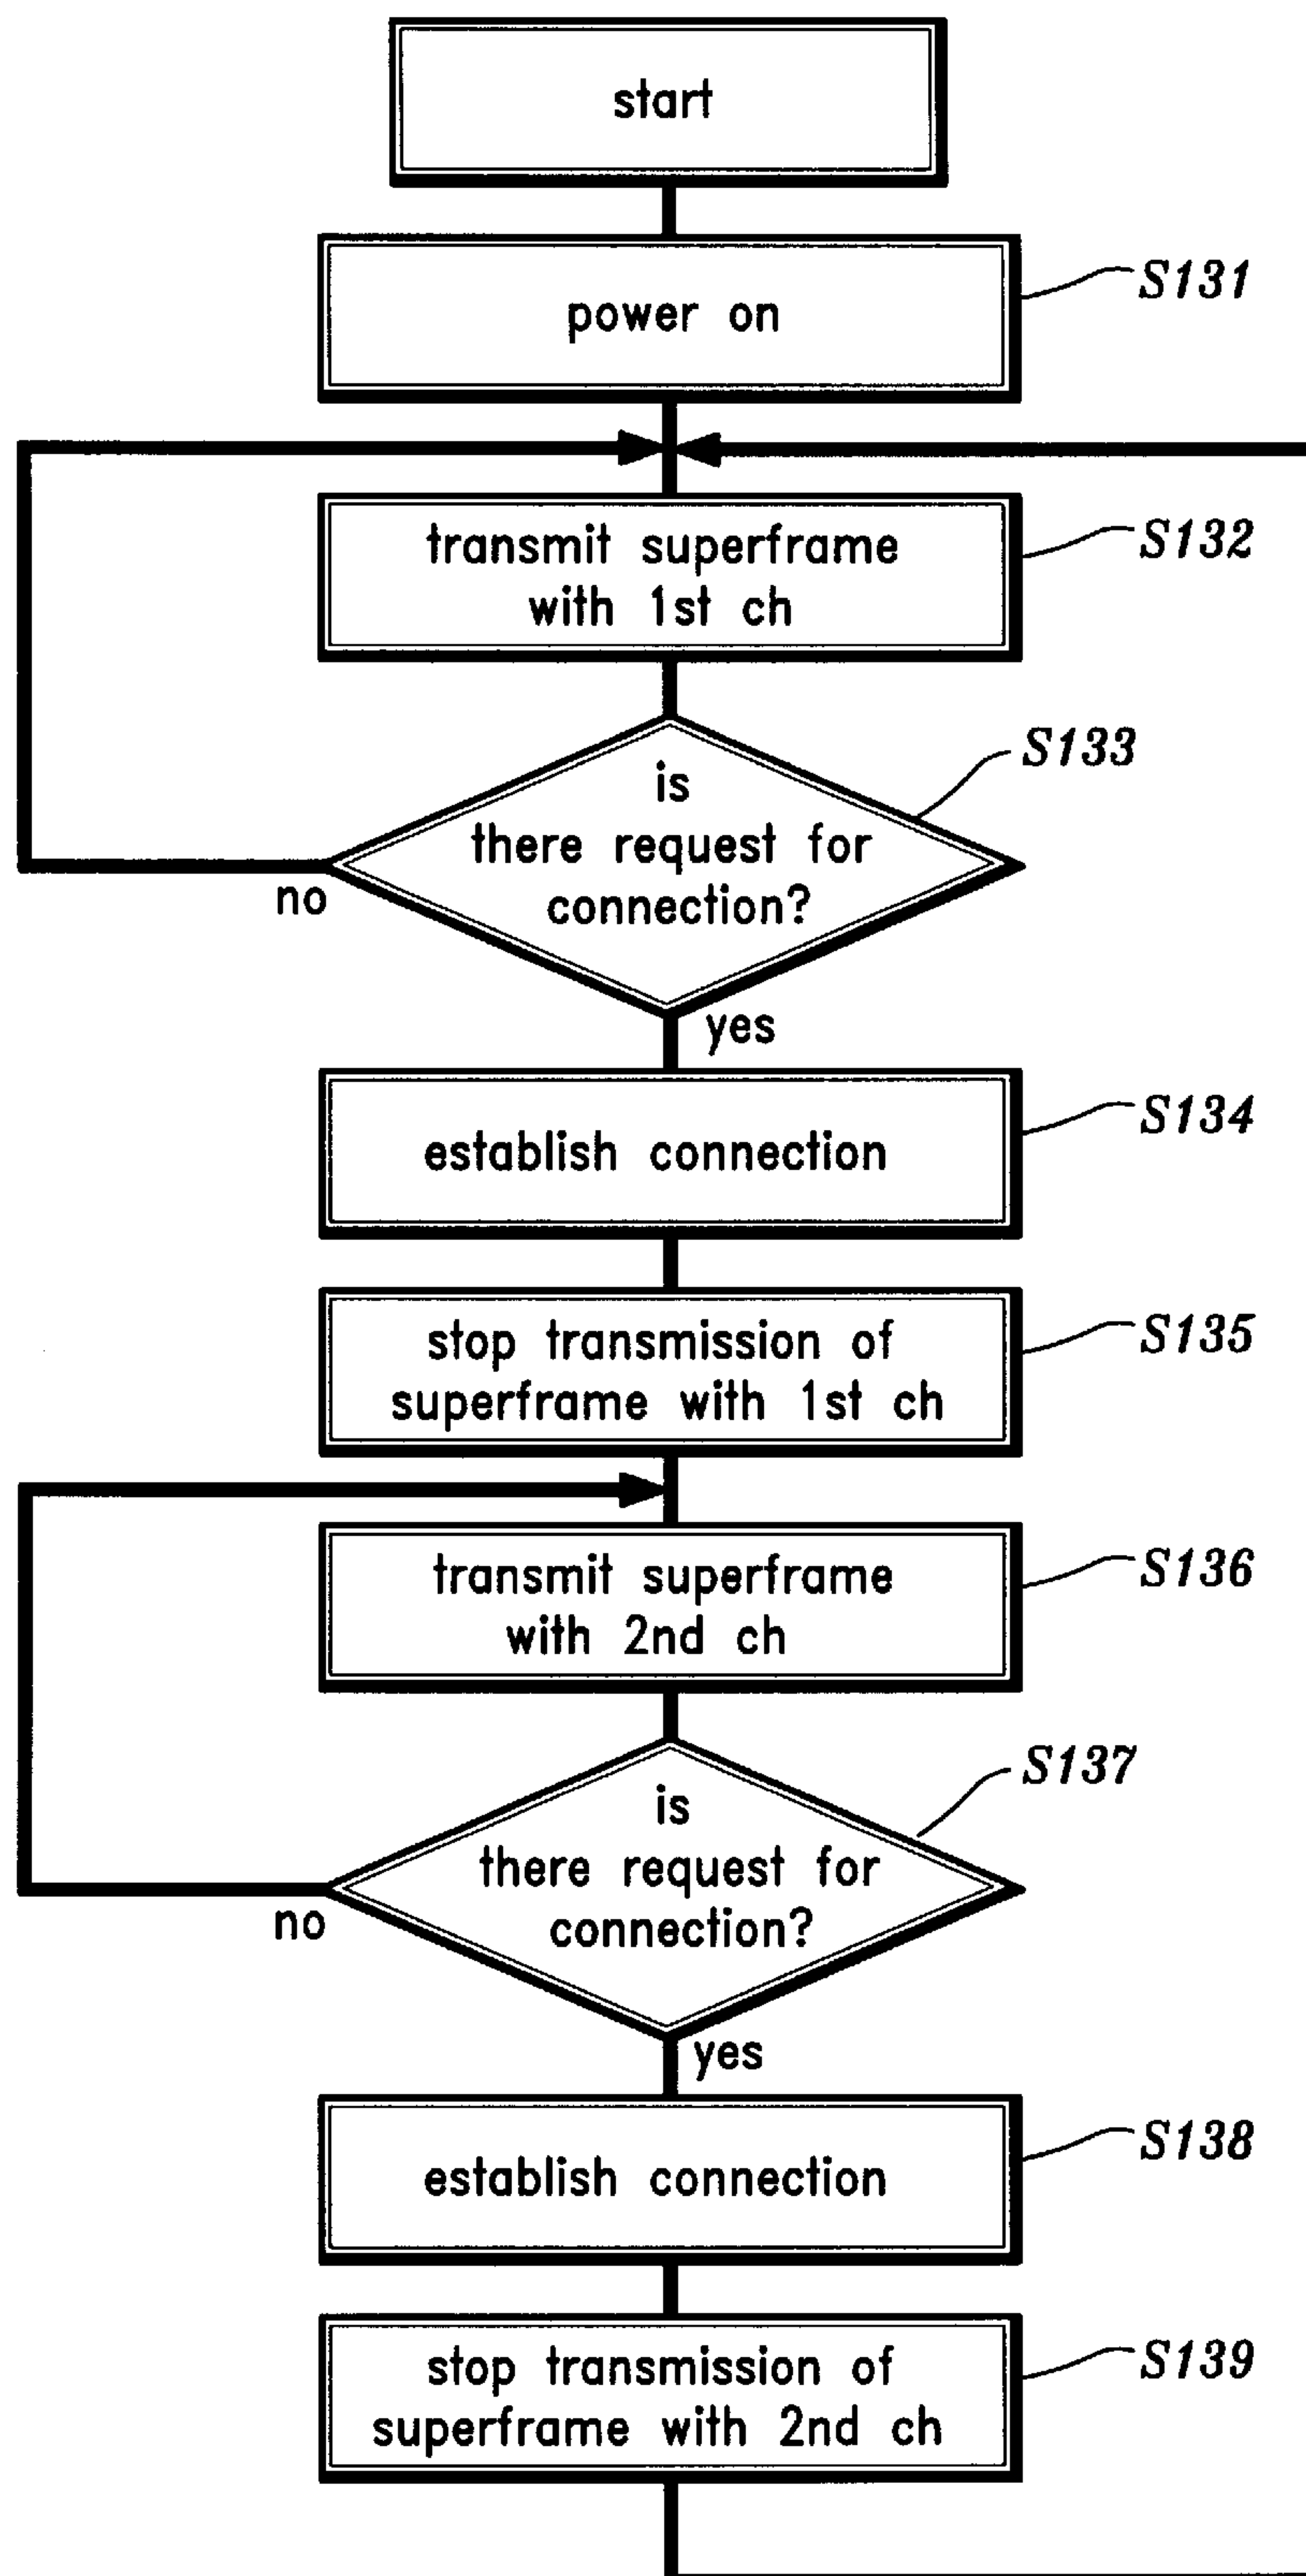 start
power on
S131
transmit superframe
with 1st ch
S132
is
there request for
connection?
S133
no
yes
establish connection
S134
stop transmission of
superframe with 1st ch
S135
transmit superframe
with 2nd ch
S136
is
there request for
connection?
S137
no
yes
establish connection
S138
stop transmission of
superframe with 2nd ch
S139